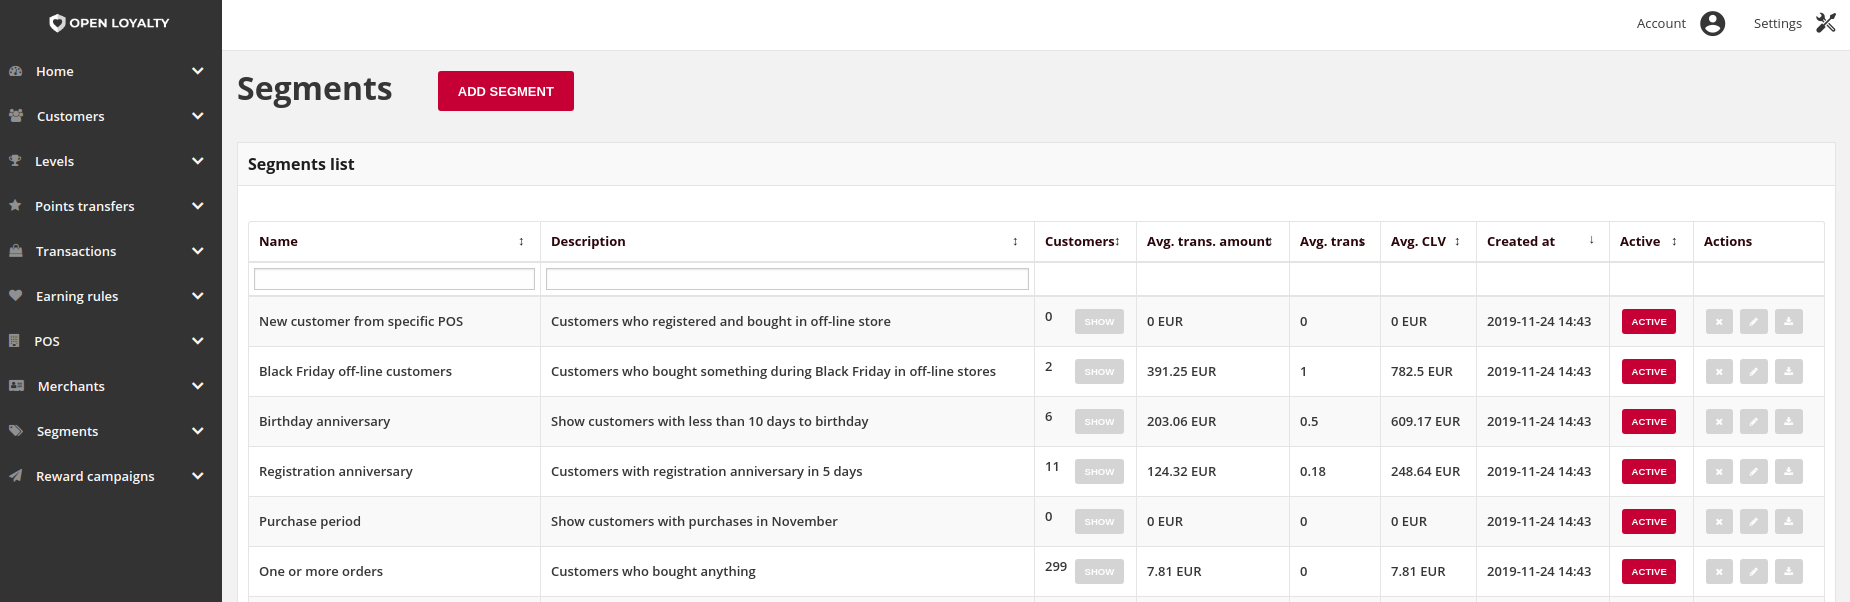 OPEN LOYALTY
Account
Settings
Home
Customers
Levels
Points transfers
Transactions
Earning rules
POS
Merchants
Segments
Reward campaigns
Segments
ADD SEGMENT
Segments list
Name Description Customers Avg. trans. amount Avg. trans Avg. CLV Created at Active Actions
New customer from specific POS Customers who registered and bought in off-line store 0 SHOW 0 EUR 0 0 EUR 2019-11-24 14:43 ACTIVE
Black Friday off-line customers Customers who bought something during Black Friday in off-line stores 2 SHOW 391.25 EUR 1 782.5 EUR 2019-11-24 14:43 ACTIVE
Birthday anniversary Show customers with less than 10 days to birthday 6 SHOW 203.06 EUR 0.5 609.17 EUR 2019-11-24 14:43 ACTIVE
Registration anniversary Customers with registration anniversary in 5 days 11 SHOW 124.32 EUR 0.18 248.64 EUR 2019-11-24 14:43 ACTIVE
Purchase period Show customers with purchases in November 0 SHOW 0 EUR 0 0 EUR 2019-11-24 14:43 ACTIVE
One or more orders Customers who bought anything 299 SHOW 7.81 EUR 0 7.81 EUR 2019-11-24 14:43 ACTIVE